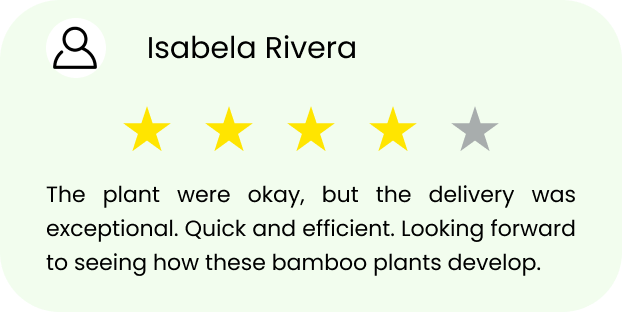 Isabela Rivera
The plant were okay, but the delivery was
exceptional. Quick and efficient. Looking forward
to seeing how these bamboo plants develop.